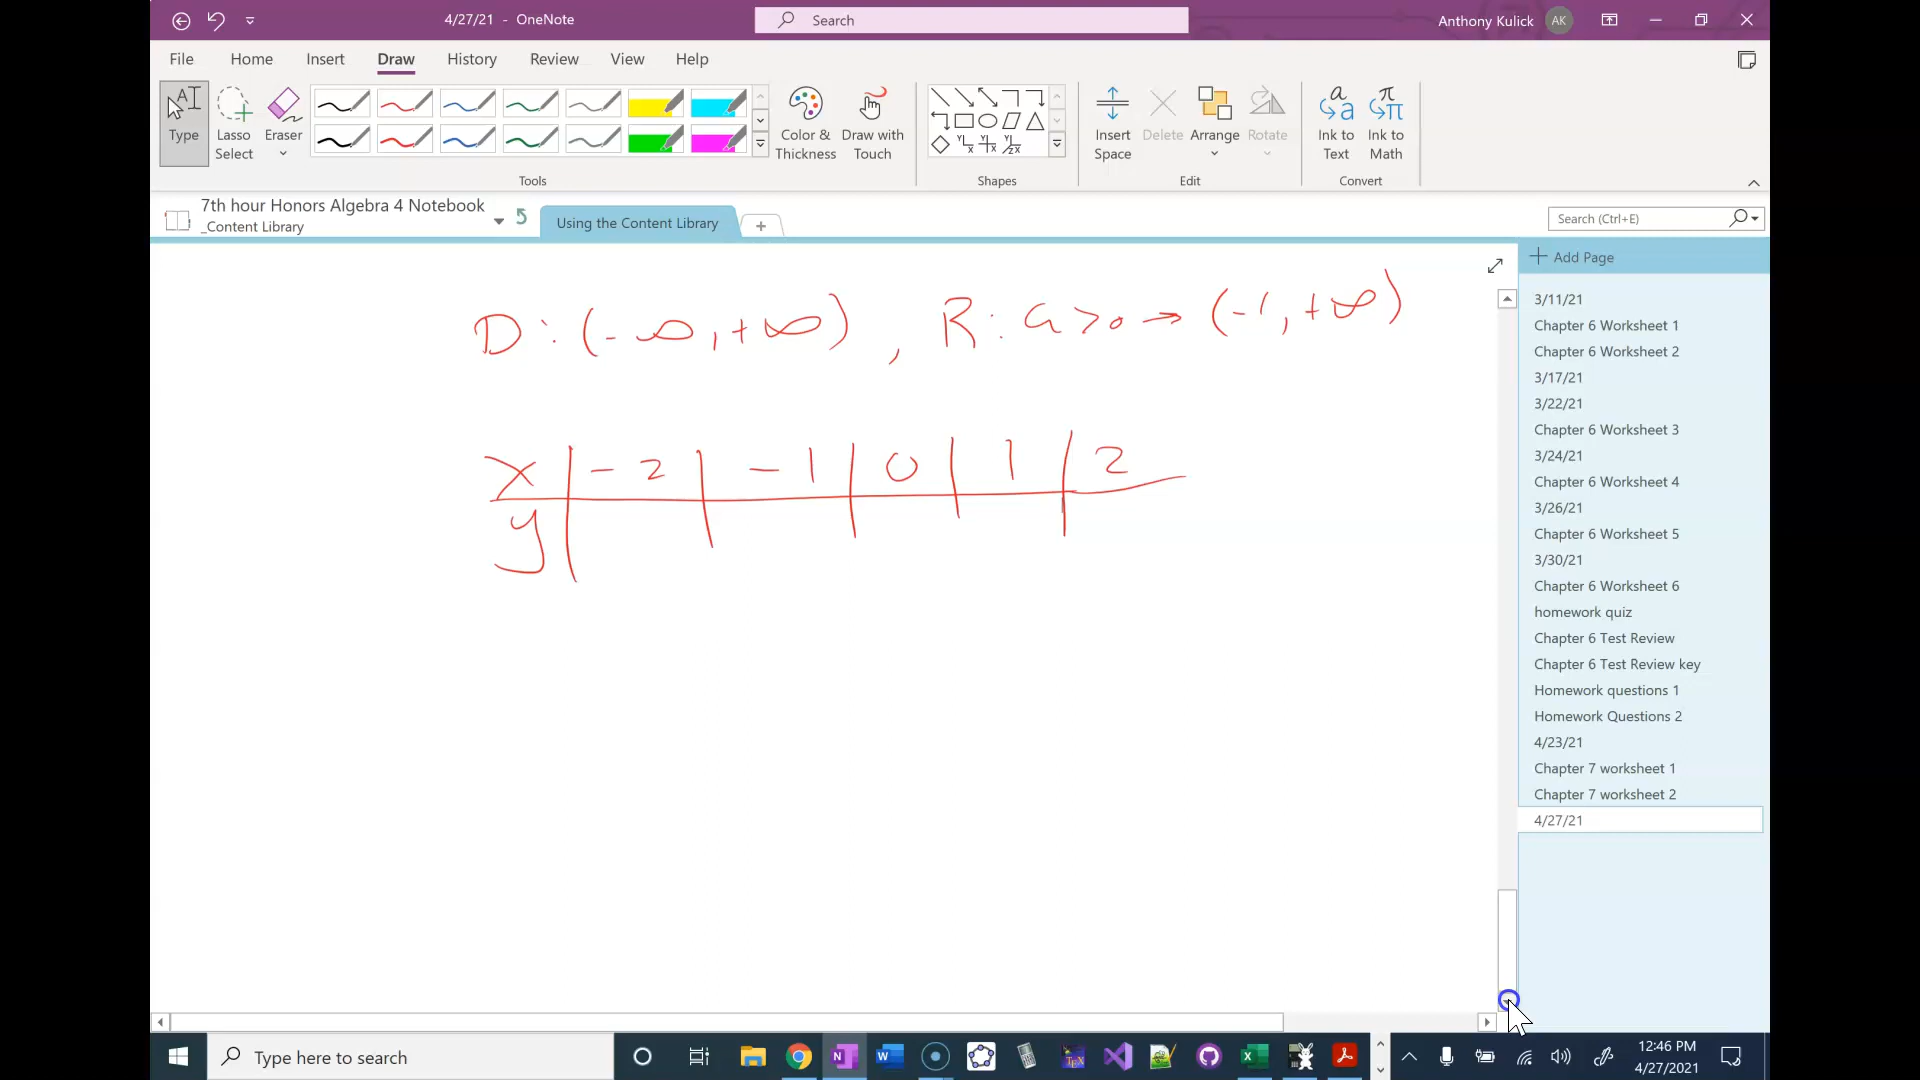 4/27/21 - OneNote
Search
Anthony Kulick AK
File Home Insert Draw History Review View Help
Type
Lasso Select
Eraser
Color & Thickness
Draw with Touch
Insert Space
Delete
Arrange
Rotate
Ink to Text
Ink to Math
Tools Shapes Edit Convert
7th hour Honors Algebra 4 Notebook
_Content Library
Using the Content Library
Search (Ctrl+E)
Add Page
D : (-∞, +∞) , R : a > 0 → (-1, +∞)
x | -2 | -1 | 0 | 1 | 2
y
3/11/21
Chapter 6 Worksheet 1
Chapter 6 Worksheet 2
3/17/21
3/22/21
Chapter 6 Worksheet 3
3/24/21
Chapter 6 Worksheet 4
3/26/21
Chapter 6 Worksheet 5
3/30/21
Chapter 6 Worksheet 6
homework quiz
Chapter 6 Test Review
Chapter 6 Test Review key
Homework questions 1
Homework Questions 2
4/23/21
Chapter 7 worksheet 1
Chapter 7 worksheet 2
4/27/21
Type here to search
12:46 PM
4/27/2021